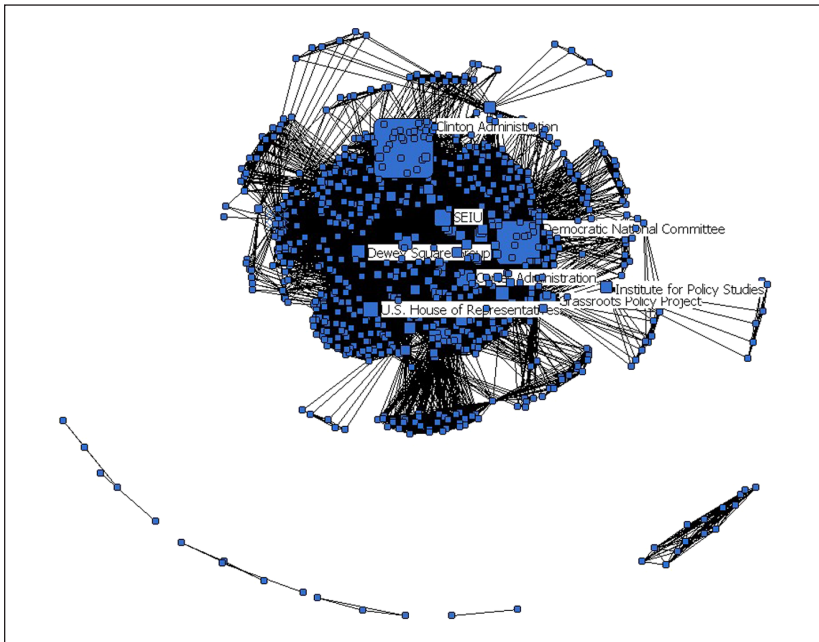 Clinton Administration
SEIU
Democratic National Committee
Dewey Square Group
Administration
Institute for Policy Studies
Grassroots Policy Project
U.S. House of Representatives